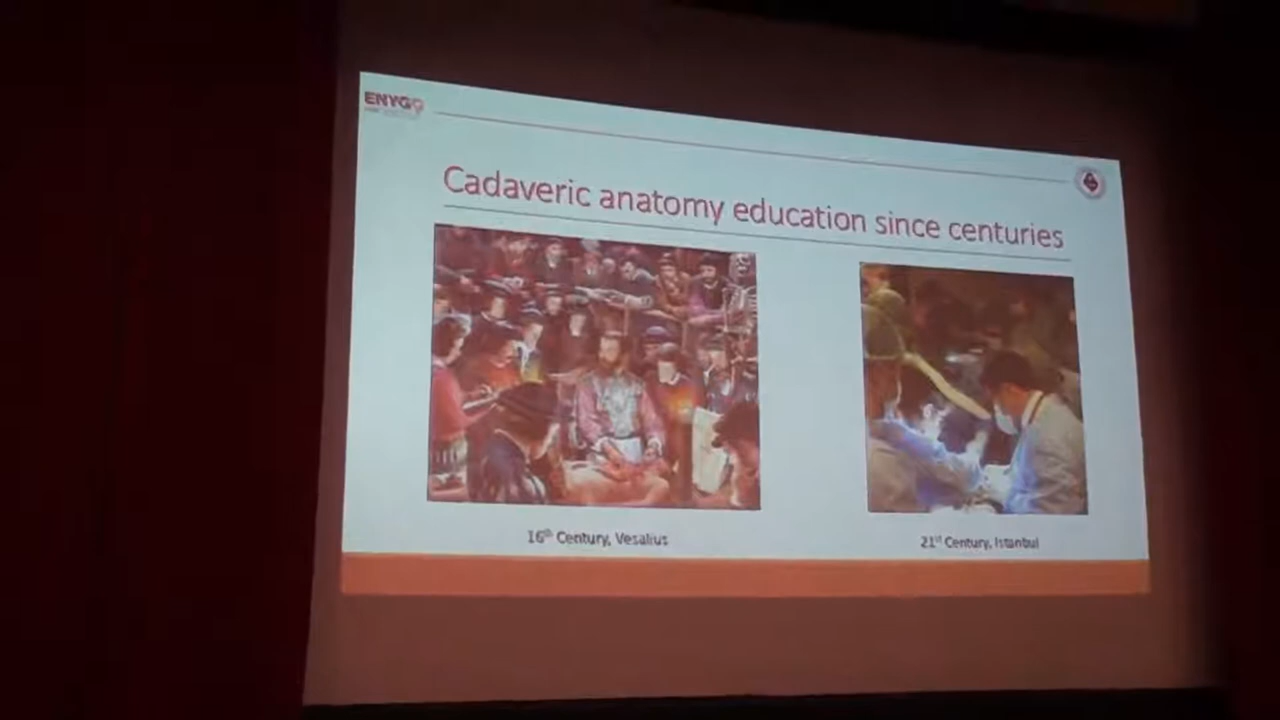 ENYGO
Cadaveric anatomy education since centuries
16th Century, Vesalius
21st Century, Istanbul